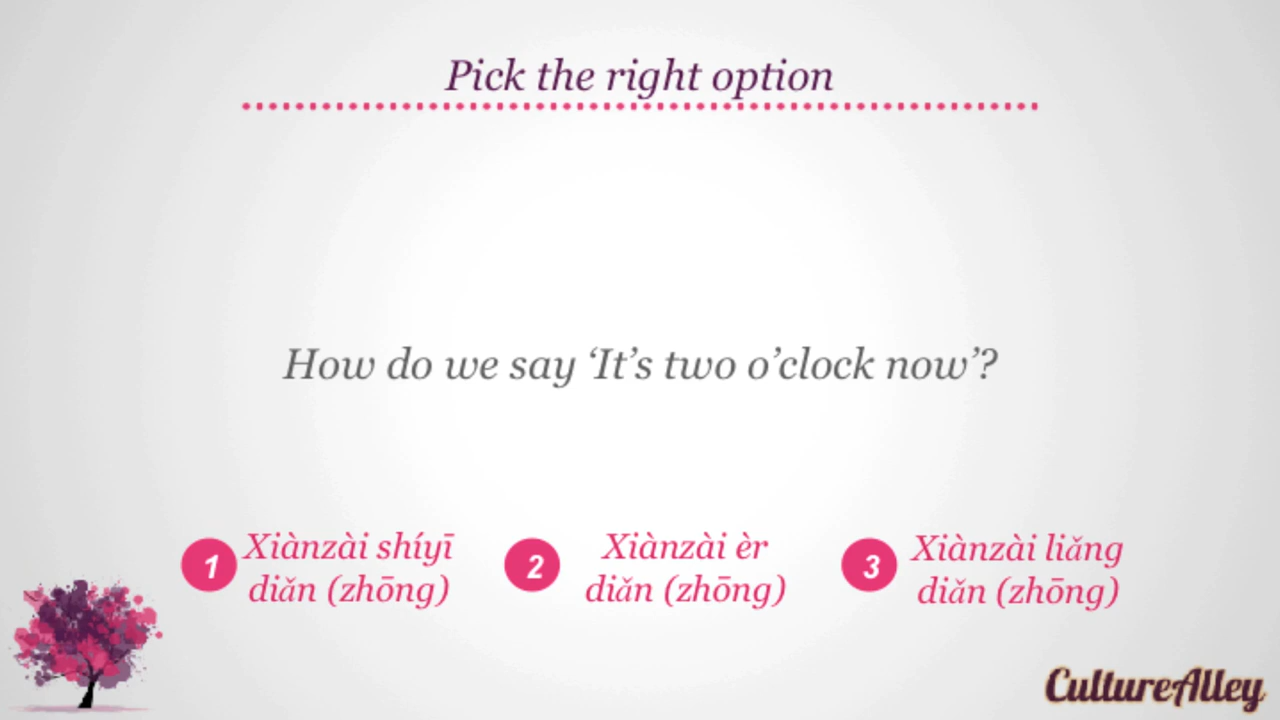 Pick the right option
How do we say ‘It’s two o’clock now’?
1 Xiànzài shíyī
diǎn (zhōng)
2 Xiànzài èr
diǎn (zhōng)
3 Xiànzài liǎng
diǎn (zhōng)
CultureAlley